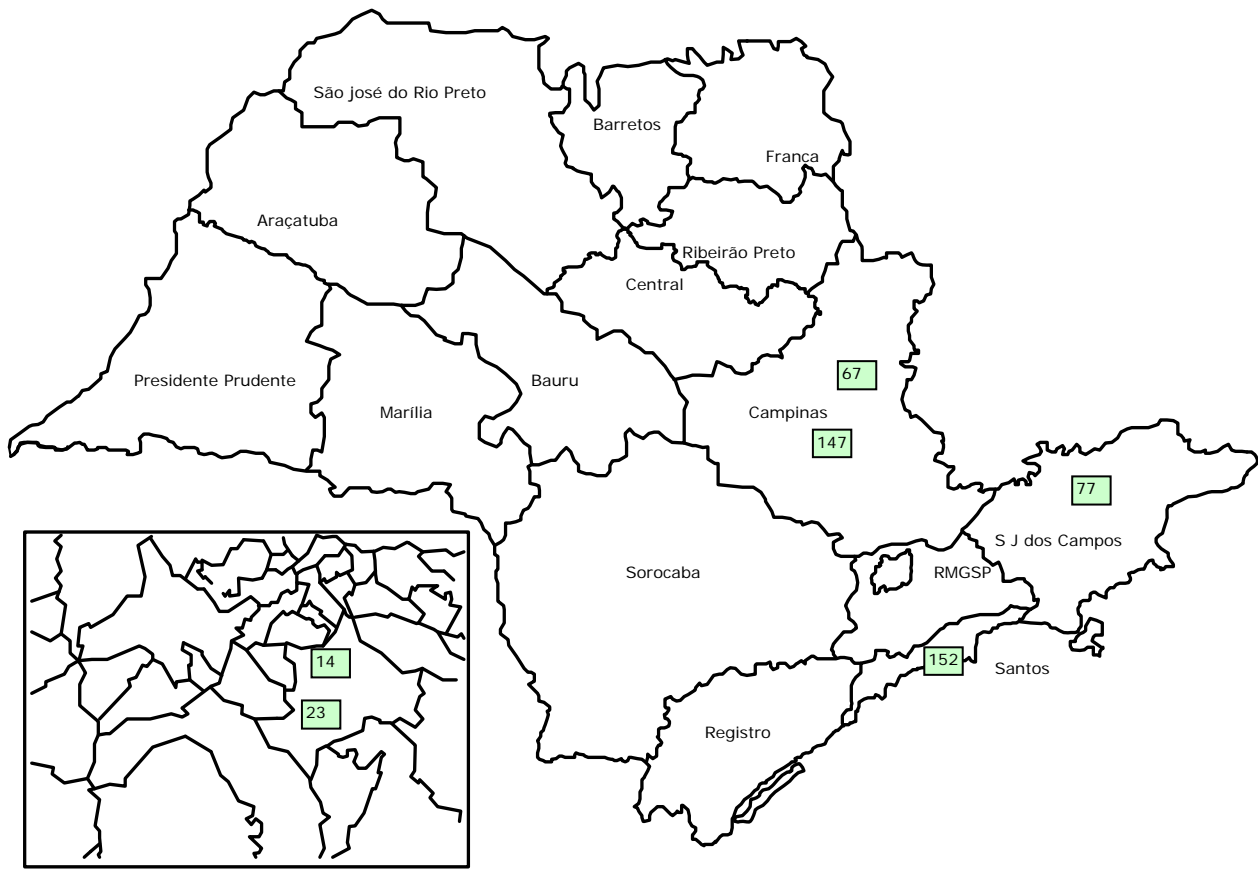 São josé do Rio Preto
Barretos
Franca
Araçatuba
Ribeirão Preto
Central
67
Presidente Prudente
Bauru
Marília
Campinas
147
77
S J dos Campos
Sorocaba
RMGSP
14
152
Santos
23
Registro